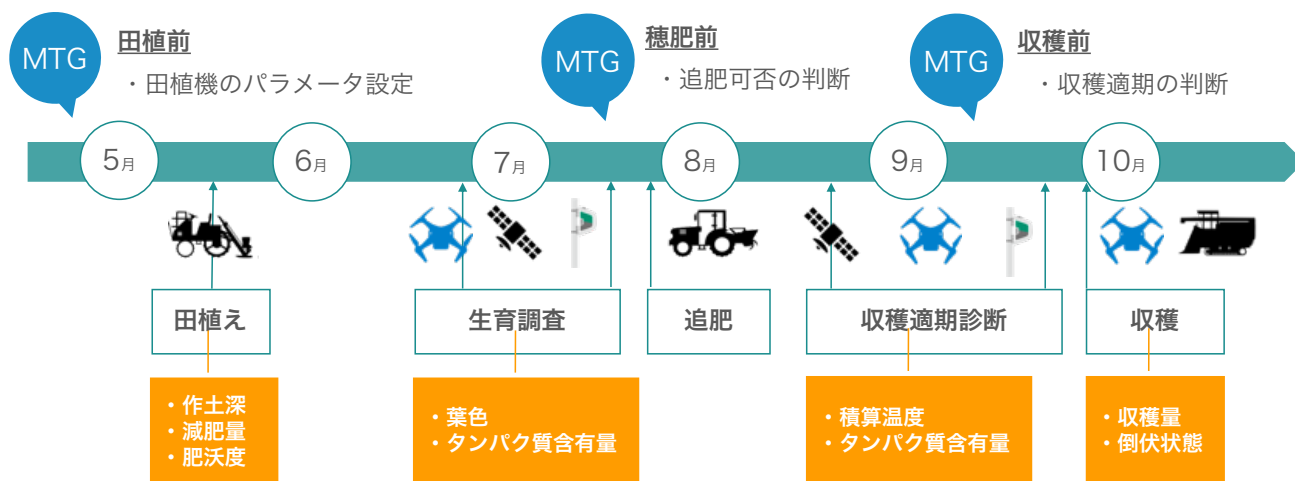 MTG
田植前
・田植機のパラメータ設定
MTG
穂肥前
・追肥可否の判断
MTG
収穫前
・収穫適期の判断
5月
6月
7月
8月
9月
10月
田植え
生育調査
追肥
収穫適期診断
収穫
・作土深
・減肥量
・肥沃度
・葉色
・タンパク質含有量
・積算温度
・タンパク質含有量
・収穫量
・倒伏状態